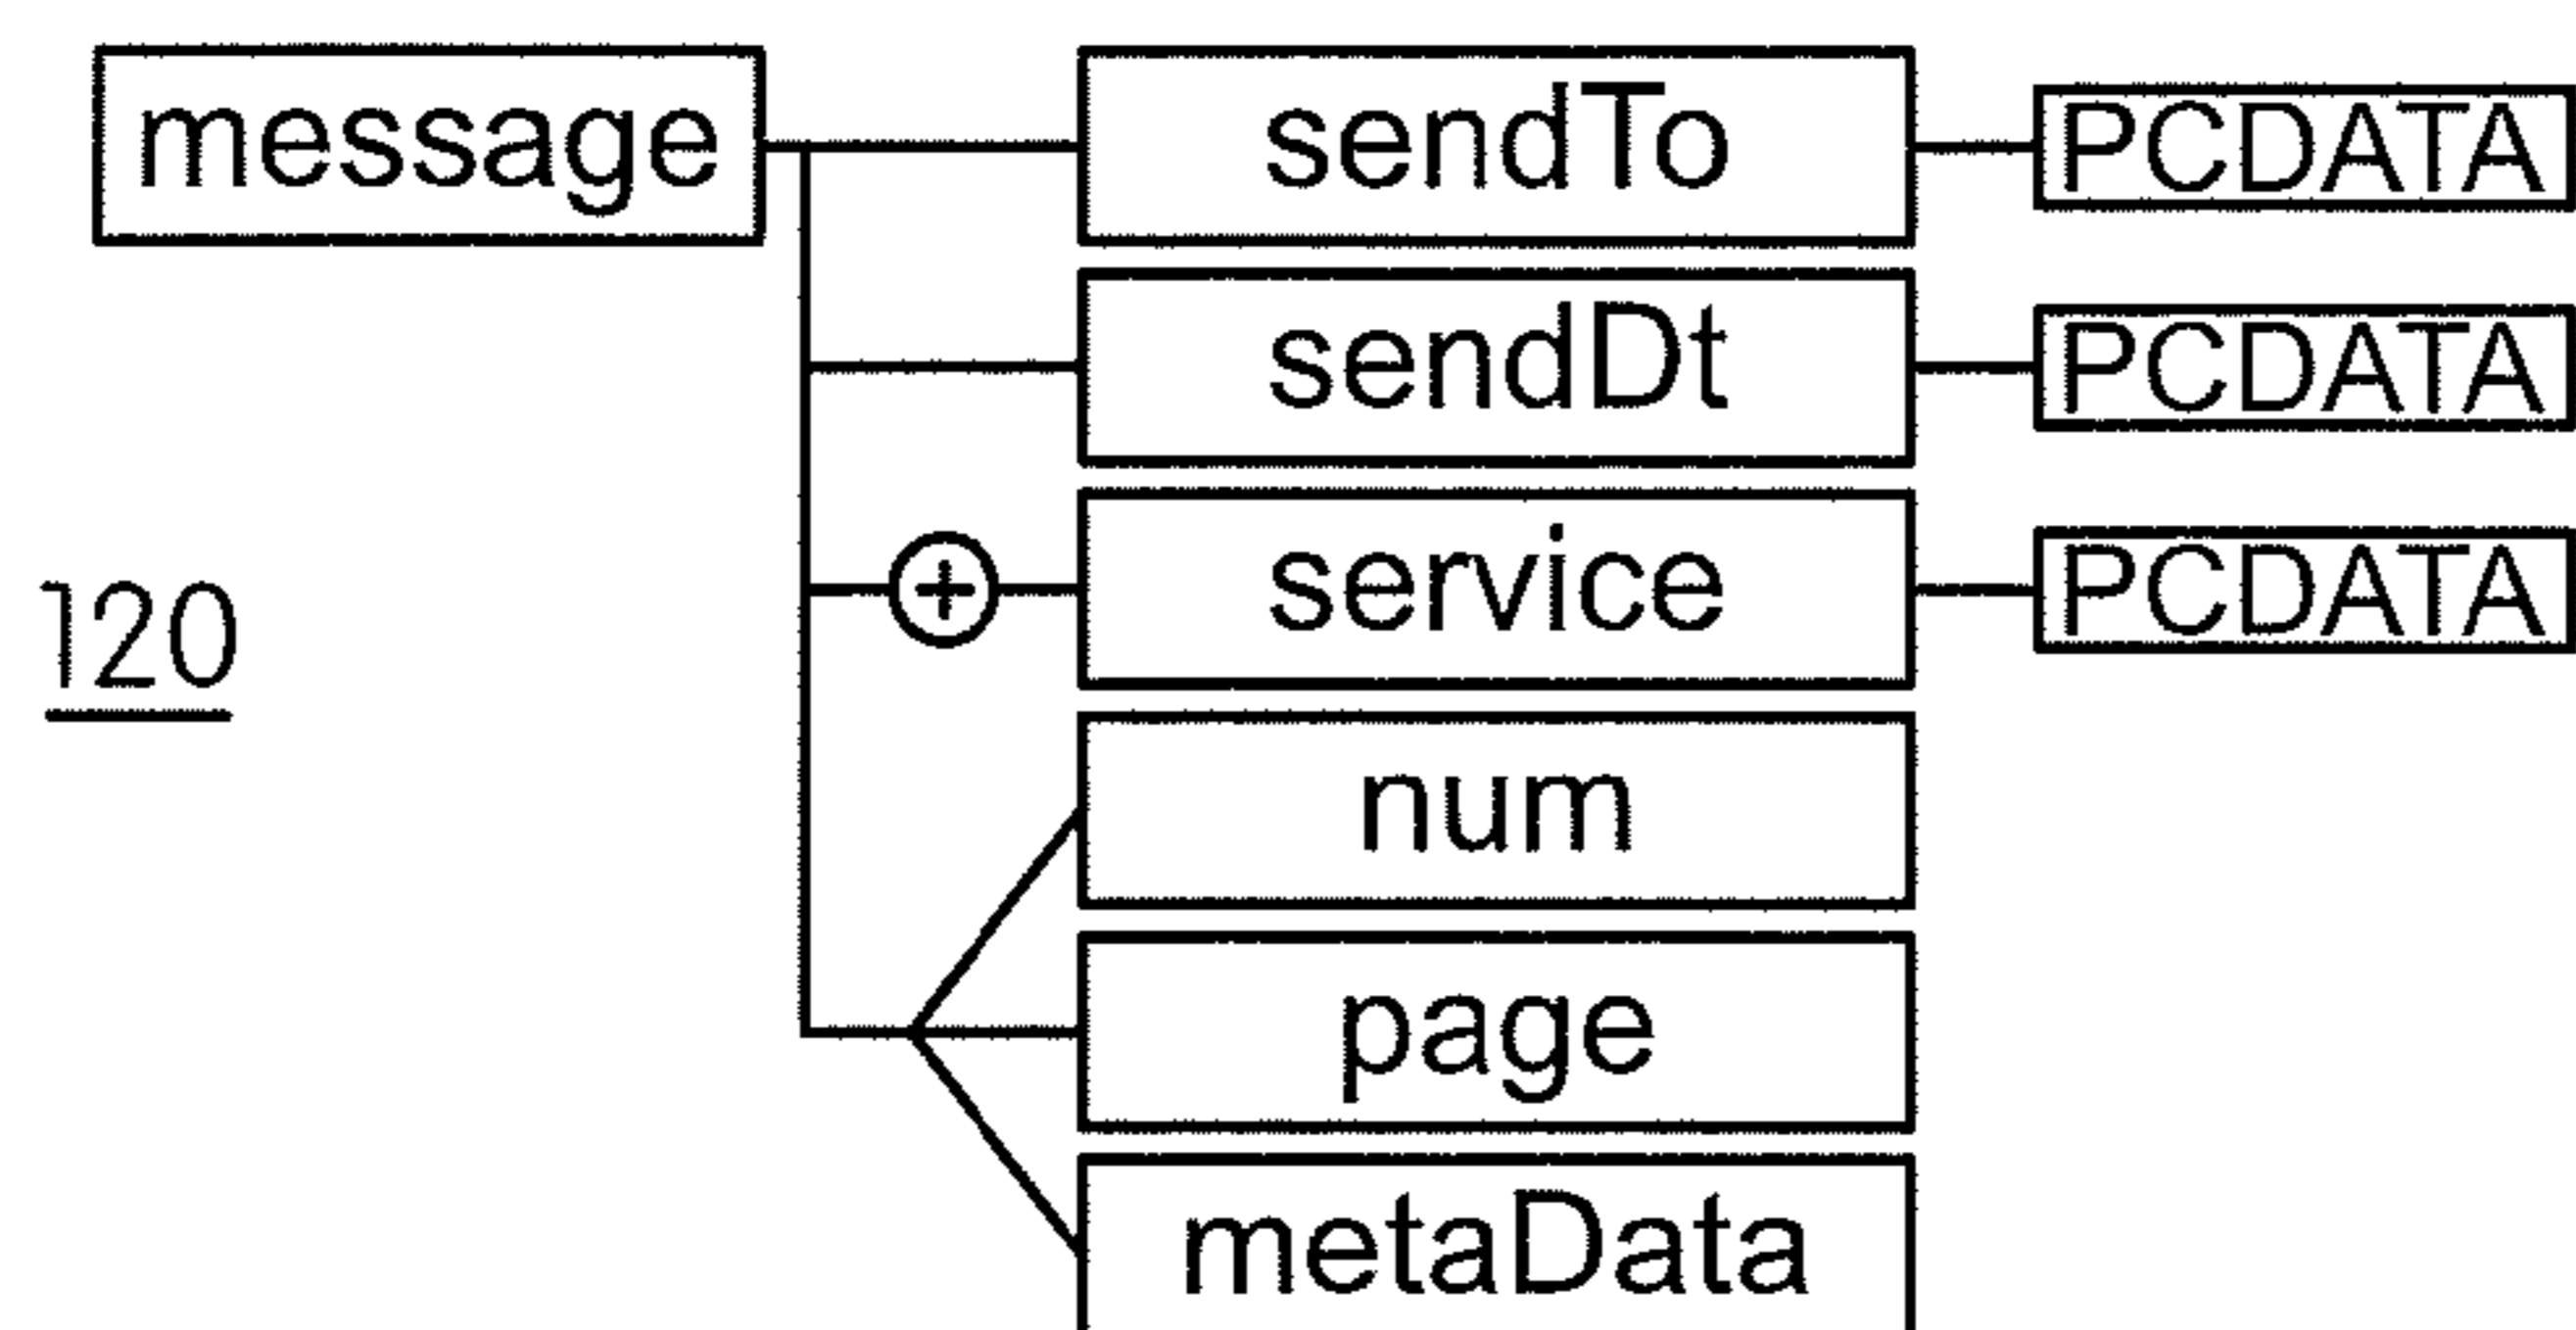 message sendTo PCDATA
sendDt PCDATA
+ service PCDATA
120
num
page
metaData